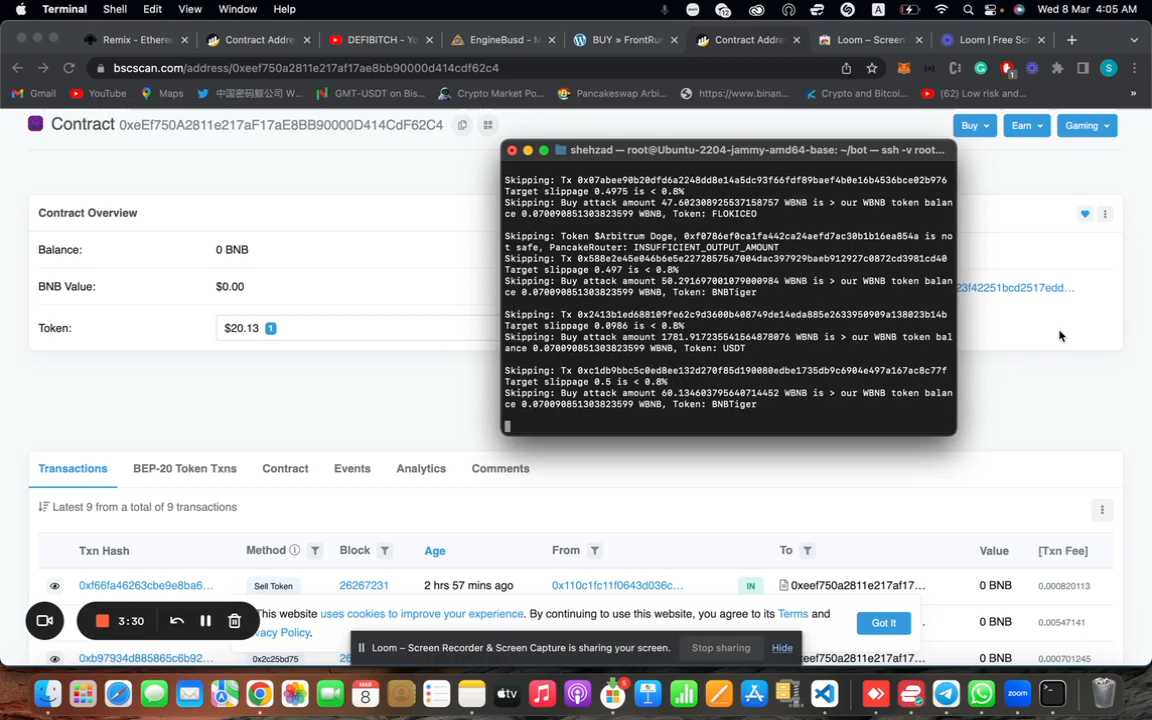 Terminal Shell Edit View Window Help
12 A Wed 8 Mar 4:05 AM
Remix - Ethere
Contract Addre
DEFIBITCH - Yo
EngineBusd - M
BUY » FrontRun
Contract Addre
Loom – Screen
Loom | Free Scr
bscscan.com/address/0xeef750a2811e217af17ae8bb90000d414cdf62c4
1 S
Gmail YouTube Maps 中国密码鲸公司 W... GMT-USDT on Bis... Crypto Market Po... Pancakeswap Arbi... https://www.binan... Crypto and Bitcoi... (62) Low risk and... »
Contract 0xeEf750A2811e217aF17aE8BB90000D414CdF62C4
Buy Earn Gaming
shehzad — root@Ubuntu-2204-jammy-amd64-base: ~/bot — ssh -v root...
Skipping: Tx 0x07abee90b20dfd6a2248dd8e14a5dc93f66fdf89baef4b0e16b4536bce02b976
Target slippage 0.4975 is < 0.8%
Skipping: Buy attack amount 47.602308925537158757 WBNB is > our WBNB token bala
nce 0.070090851303823599 WBNB, Token: FLOKICEO
Skipping: Token $Arbitrum Doge, 0xf0786ef0ca1fa442ca24aefd7ac30b1b16ea854a is no
t safe, PancakeRouter: INSUFFICIENT_OUTPUT_AMOUNT
Skipping: Tx 0x588e2e45e046b6e5e22728575a7004dac397929baeb912927c0872cd3981cd40
Target slippage 0.497 is < 0.8%
Skipping: Buy attack amount 50.291697001079000984 WBNB is > our WBNB token balan
ce 0.070090851303823599 WBNB, Token: BNBTiger
Skipping: Tx 0x2413b1ed688109fe62c9d3600b408749de14eda885e2633950909a138023b14b
Target slippage 0.0986 is < 0.8%
Skipping: Buy attack amount 1781.917235541564878076 WBNB is > our WBNB token bal
ance 0.070090851303823599 WBNB, Token: USDT
Skipping: Tx 0xc1db9bbc5c0ed8ee132d270f85d190080edbe1735db9c6904e497a167ac8c77f
Target slippage 0.5 is < 0.8%
Skipping: Buy attack amount 60.134603795640714452 WBNB is > our WBNB token balan
ce 0.070090851303823599 WBNB, Token: BNBTiger
Contract Overview
Balance: 0 BNB
BNB Value: $0.00
23f42251bcd2517edd...
Token: $20.13 1
Transactions BEP-20 Token Txns Contract Events Analytics Comments
Latest 9 from a total of 9 transactions
Txn Hash Method Block Age From To Value [Txn Fee]
0xf66fa46263cbe9e8ba6... Sell Token 26267231 2 hrs 57 mins ago 0x110c1fc11f0643d036c... IN 0xeef750a2811e217af17... 0 BNB 0.000820113
This website uses cookies to improve your experience. By continuing to use this website, you agree to its Terms and
Got It
0 BNB 0.00547141
3:30
Privacy Policy.
Loom – Screen Recorder & Screen Capture is sharing your screen. Stop sharing Hide
0xb97934d885865c6b92... 0x2c25bd75 0 BNB 0.000701245
MAR
8
tv
5
zoom